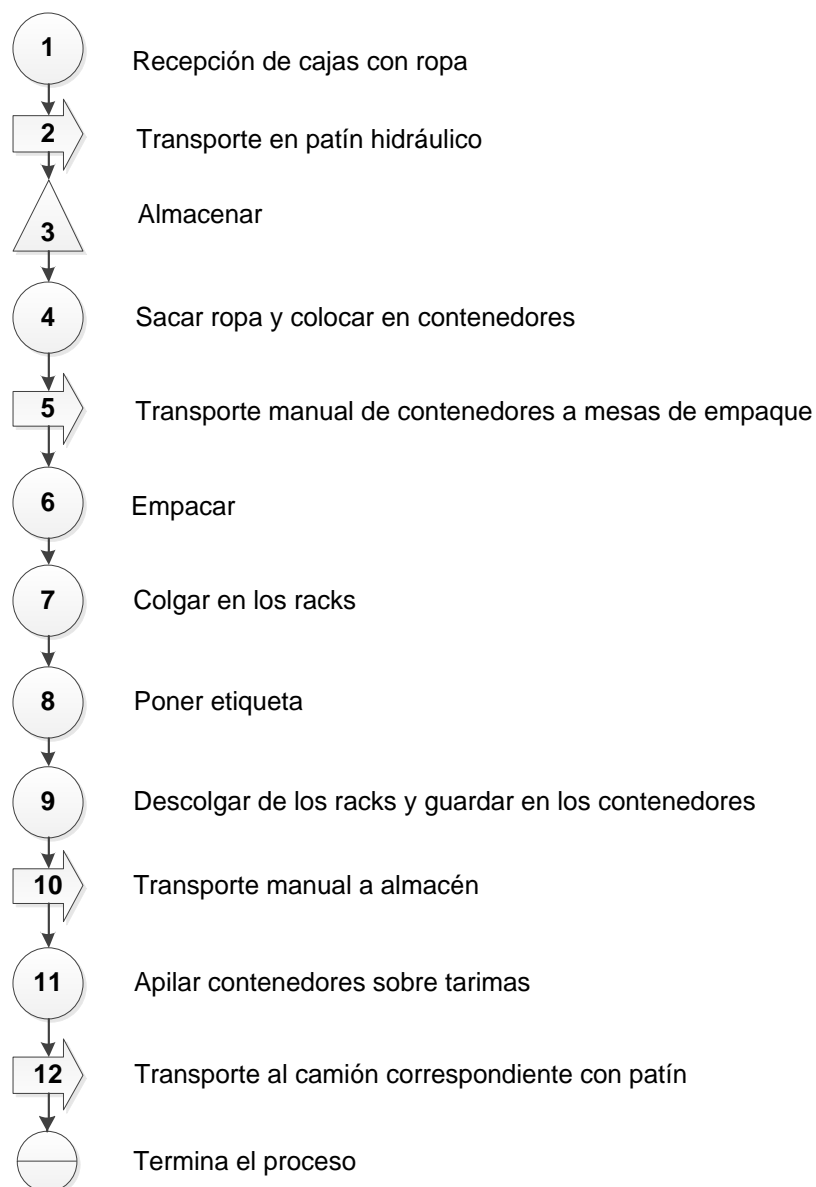 1
Recepción de cajas con ropa
2
Transporte en patín hidráulico
3
Almacenar
4
Sacar ropa y colocar en contenedores
5
Transporte manual de contenedores a mesas de empaque
6
Empacar
7
Colgar en los racks
8
Poner etiqueta
9
Descolgar de los racks y guardar en los contenedores
10
Transporte manual a almacén
11
Apilar contenedores sobre tarimas
12
Transporte al camión correspondiente con patín
Termina el proceso